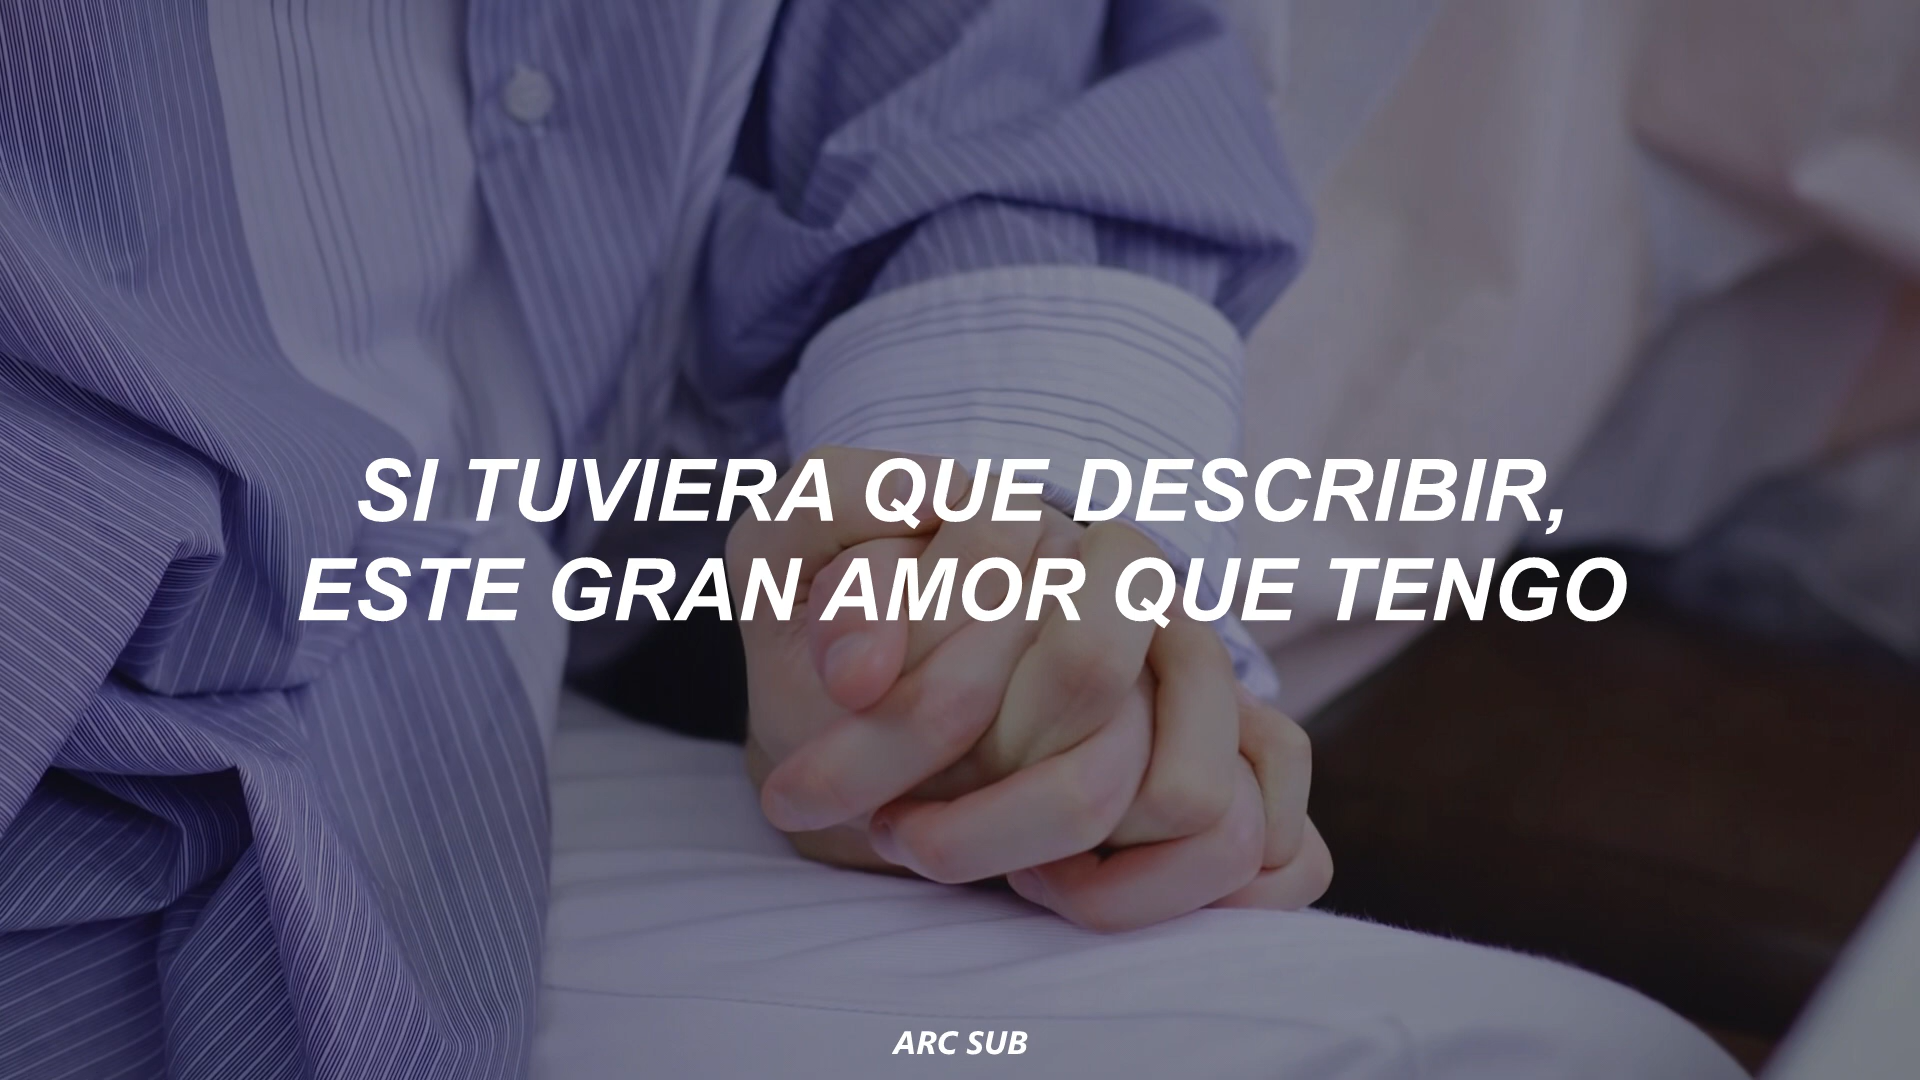 SI TUVIERA QUE DESCRIBIR,
ESTE GRAN AMOR QUE TENGO
ARC SUB